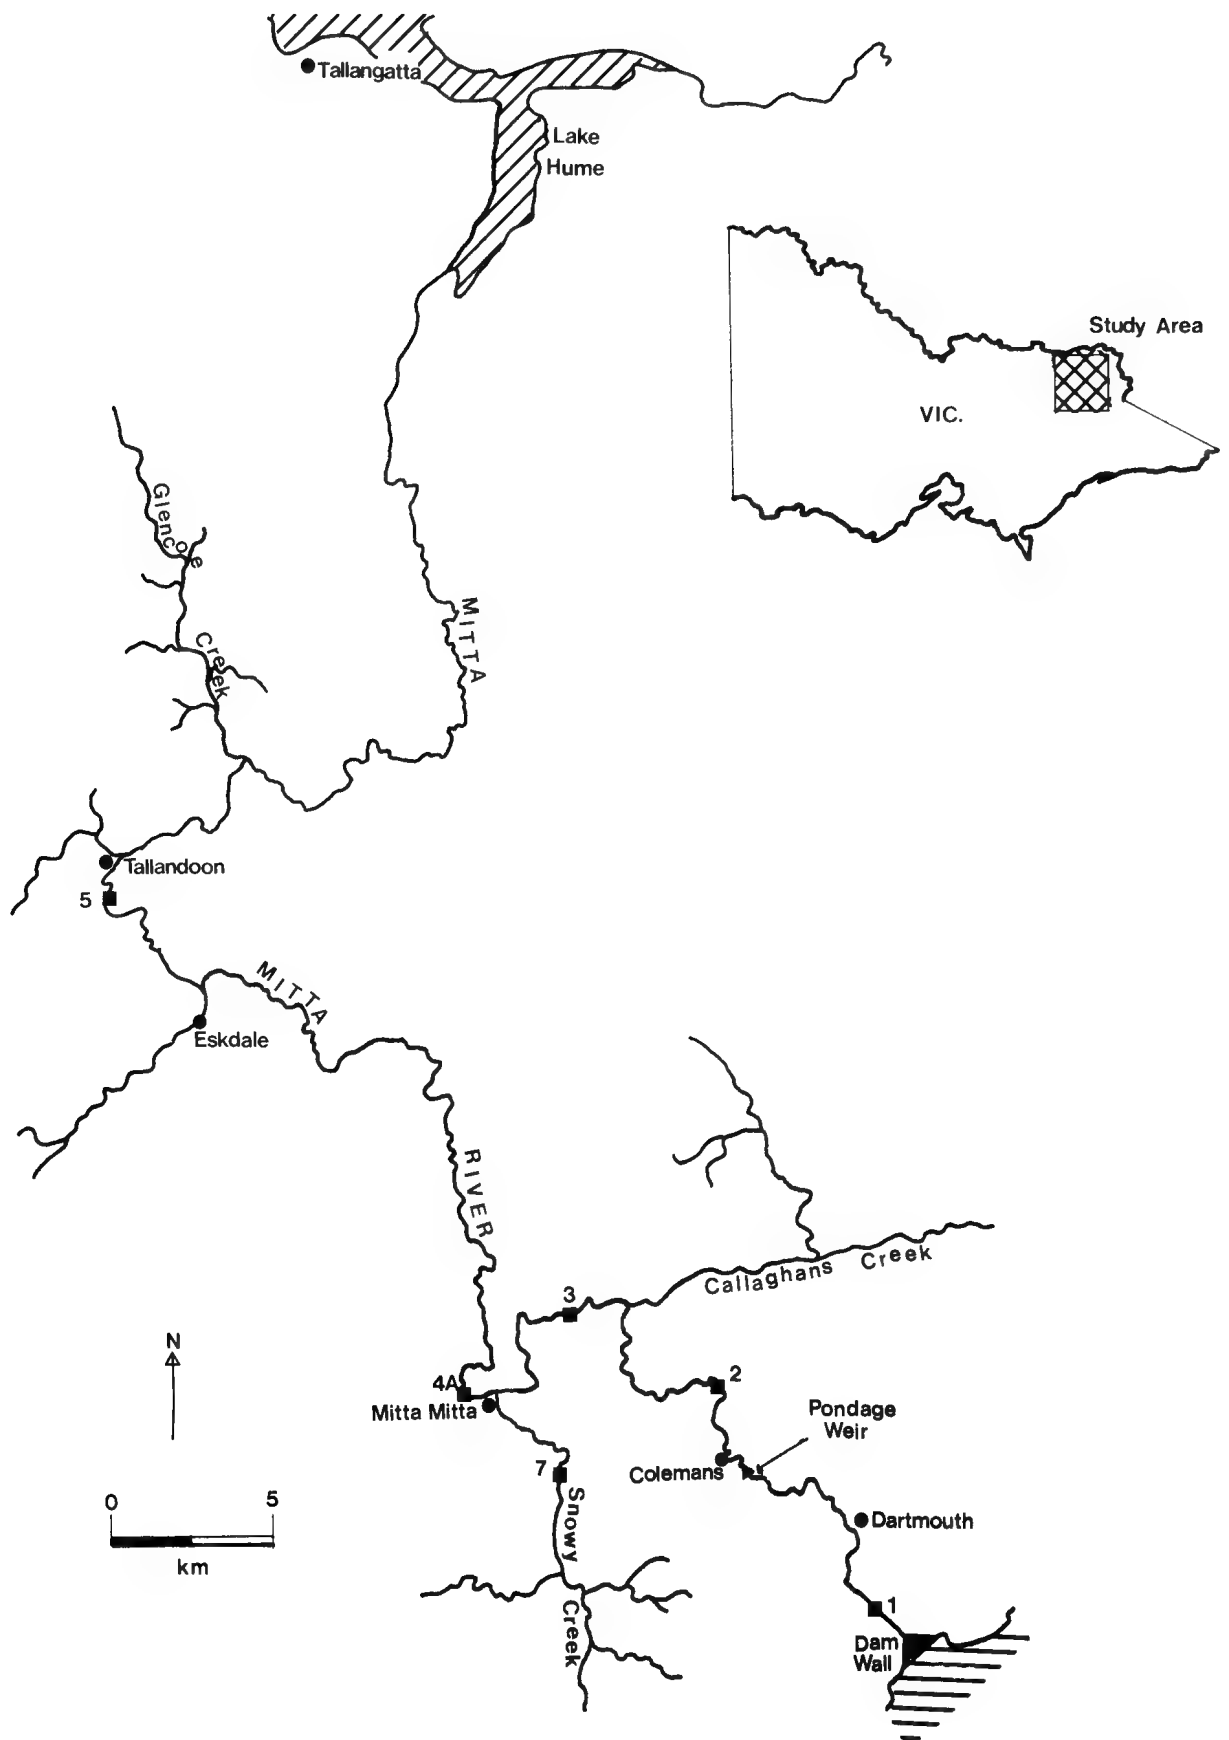 Tallangatta
Lake
Hume
Study Area
VIC.
Glencoe
Creek
MITTA
Tallandoon
5
MITTA
Eskdale
RIVER
Callaghans Creek
3
N
4A
2
Mitta Mitta
Pondage
Weir
7
Colemans
0 5
km
Snowy
Creek
Dartmouth
1
Dam
Wall